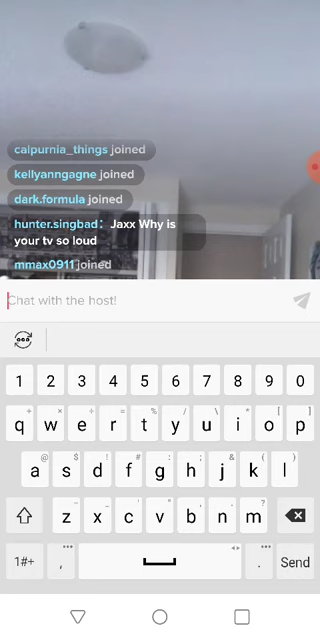 calpurnia_things joined
kellyanngagne joined
dark.formula joined
hunter.singbad: Jaxx Why is
your tv so loud
mmax0911 joined
Chat with the host!
1 2 3 4 5 6 7 8 9 0
q w e r t y u i o p
a s d f g h j k l
z x c v b n m
1#+ , . Send